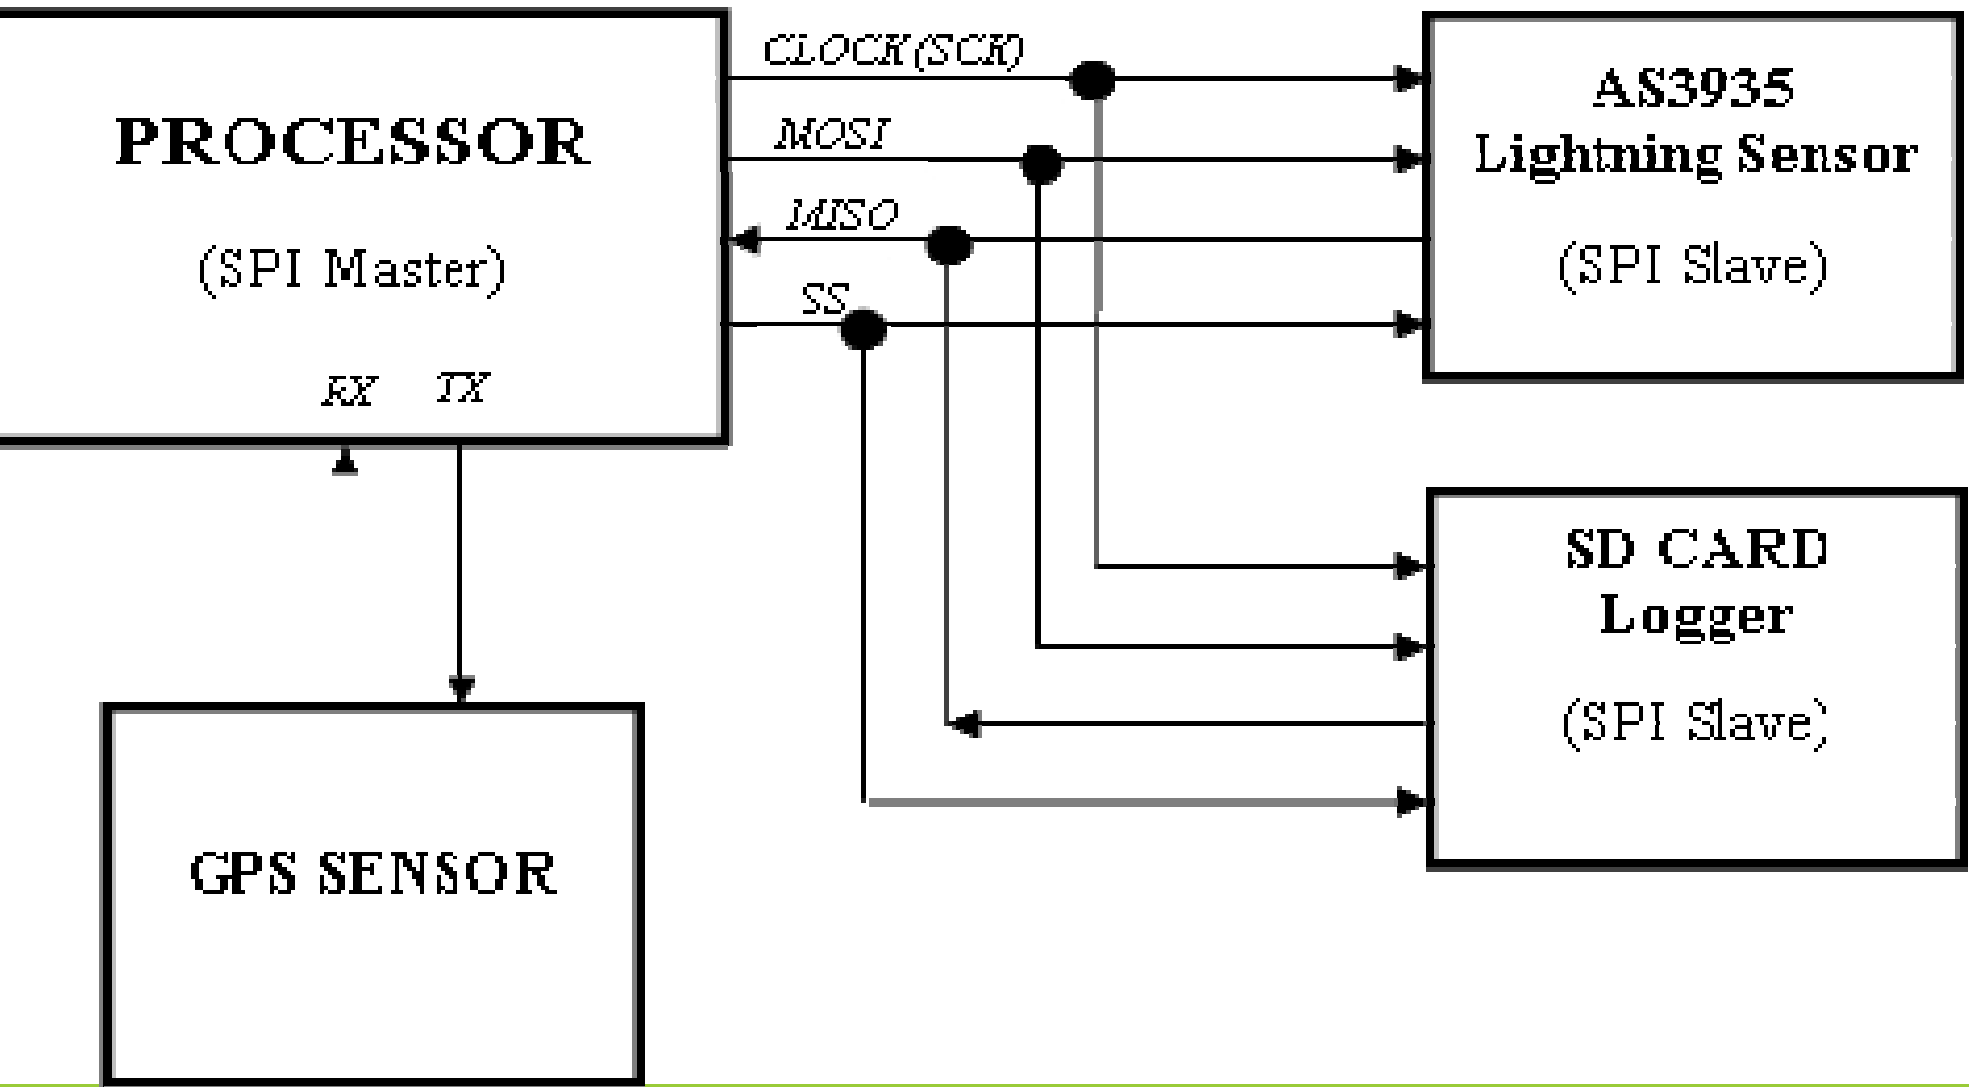 PROCESSOR
(SPI Master)
RX TX
CLOCK(SCK)
MOSI
MISO
SS
AS3935
Lightning Sensor
(SPI Slave)
SD CARD
Logger
(SPI Slave)
GPS SENSOR